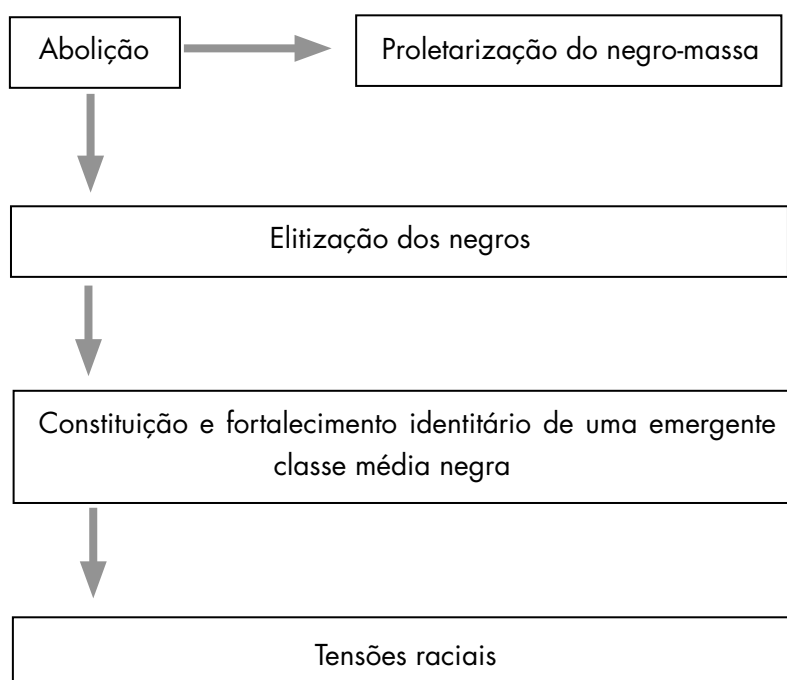 Abolição
Proletarização do negro-massa
Elitização dos negros
Constituição e fortalecimento identitário de uma emergente
classe média negra
Tensões raciais